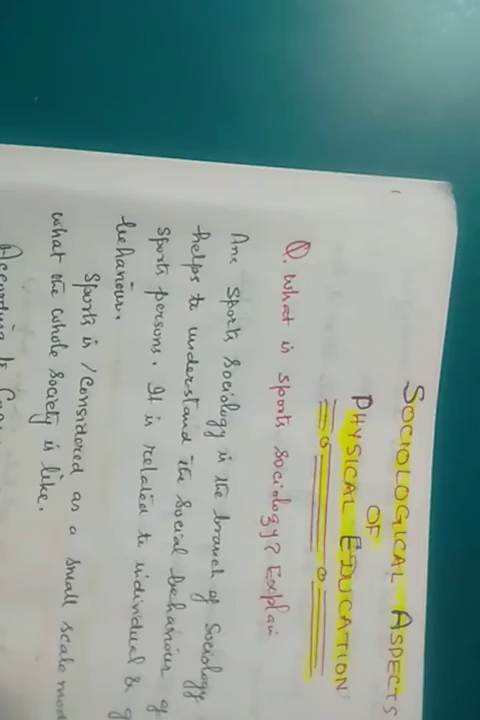 SOCIOLOGICAL ASPECTS
OF
PHYSICAL EDUCATION
Q. What is sports sociology? Explain
Ans Sports Sociology is the branch of Sociology
helps to understand the social behaviour
sports persons. It is related to individual &
behaviour.
Sports is / considered as a small scale
what the whole society is like.
According to